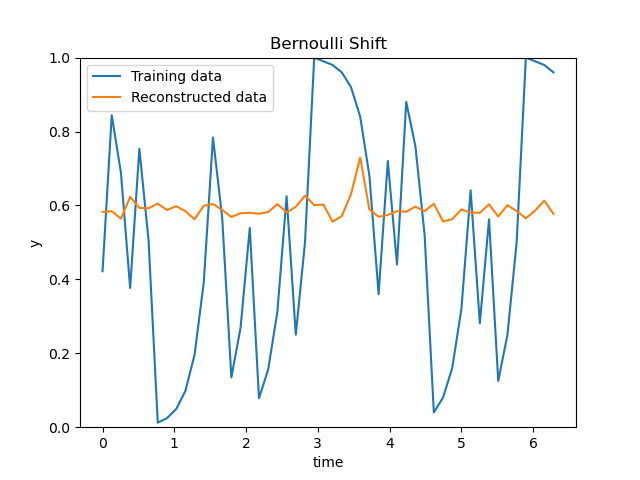 Bernoulli Shift
Training data
Reconstructed data
1.0
0.8
0.6
0.4
0.2
0.0
y
0 1 2 3 4 5 6
time